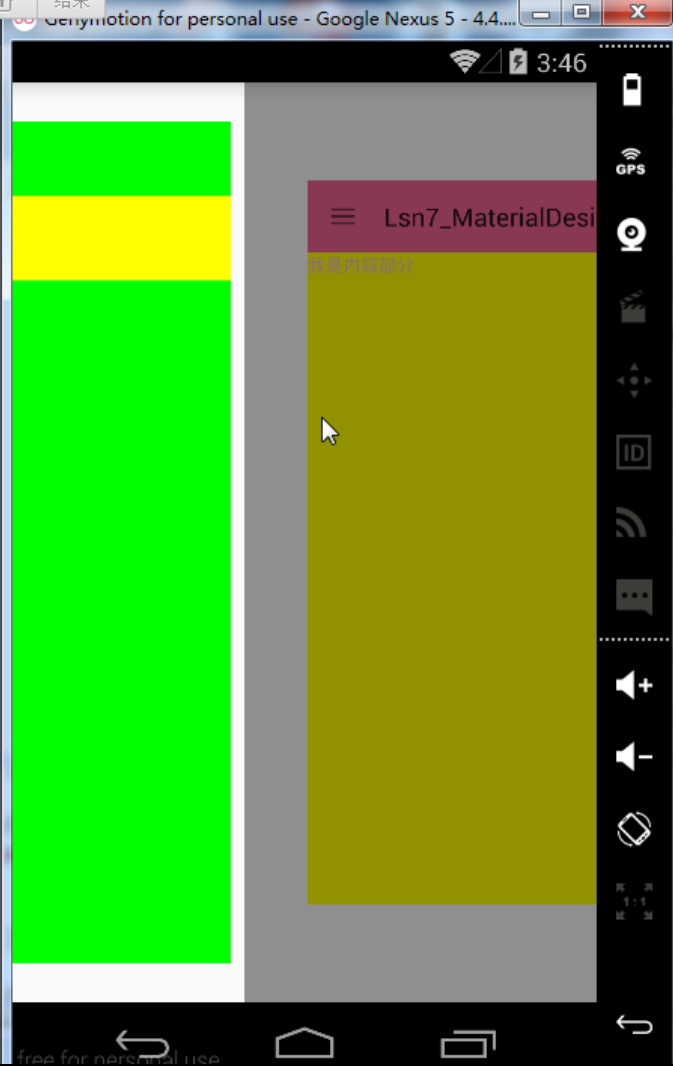 结果
Genymotion for personal use - Google Nexus 5 - 4.4....
3:46
GPS
Lsn7_MaterialDesi
我是内容部分
ID
1:1
free for personal use